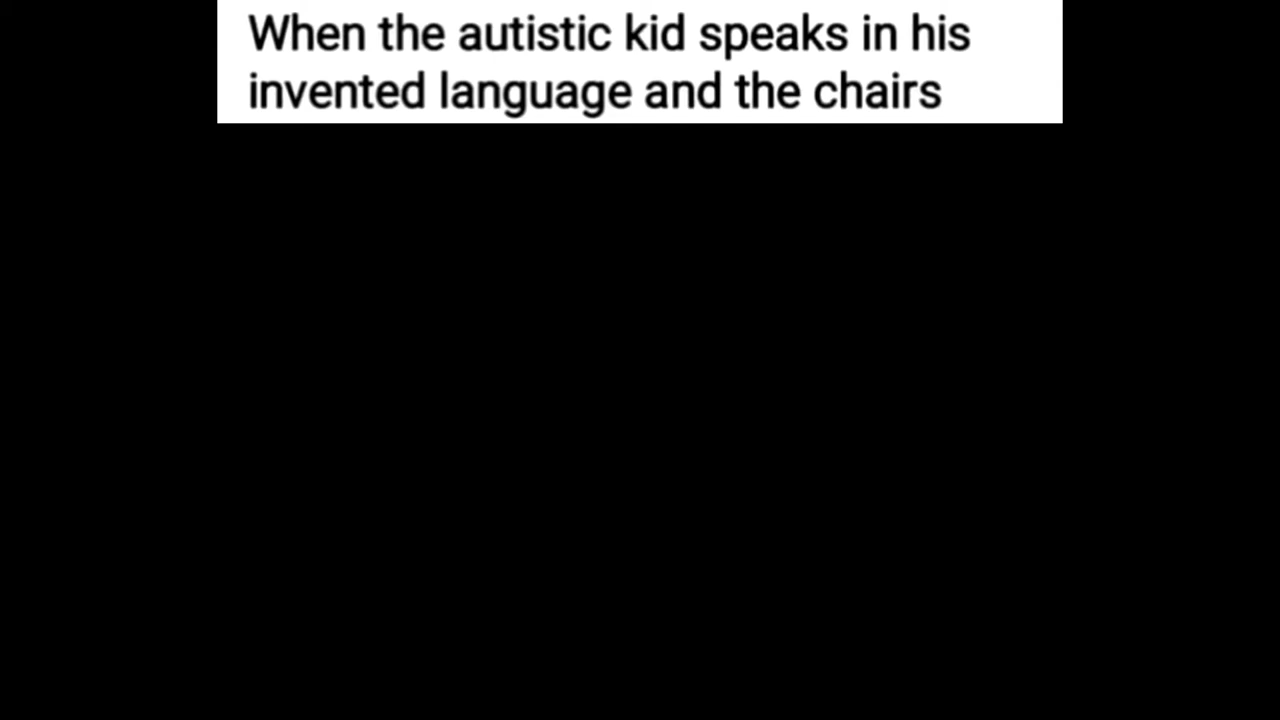 When the autistic kid speaks in his
invented language and the chairs